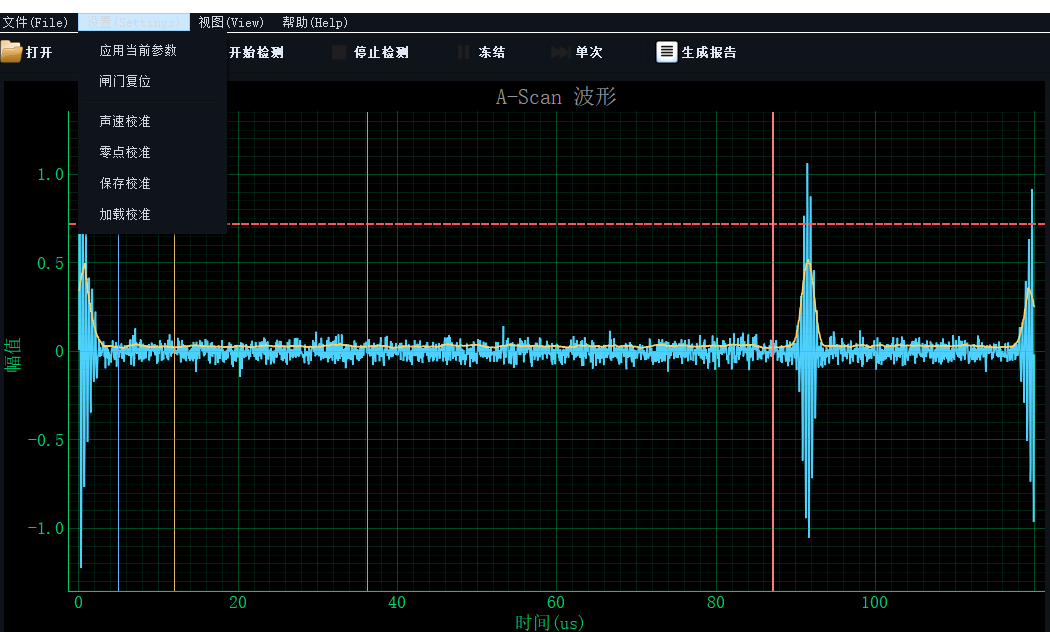 文件(File) 设置(Settings) 视图(View) 帮助(Help)
打开 开始检测 停止检测 冻结 单次 生成报告
应用当前参数
闸门复位
声速校准
零点校准
保存校准
加载校准
A-Scan 波形
1.0
0.5
0
-0.5
-1.0
幅值
0 20 40 60 80 100
时间(us)